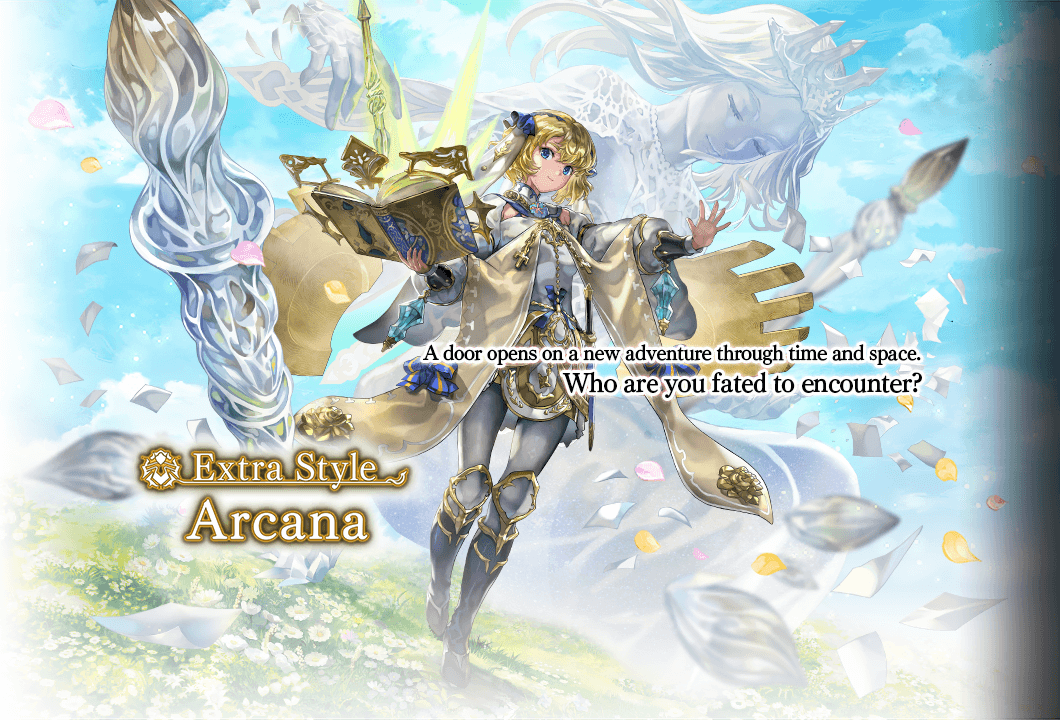 A door opens on a new adventure through time and space.
Who are you fated to encounter?
Extra Style
Arcana